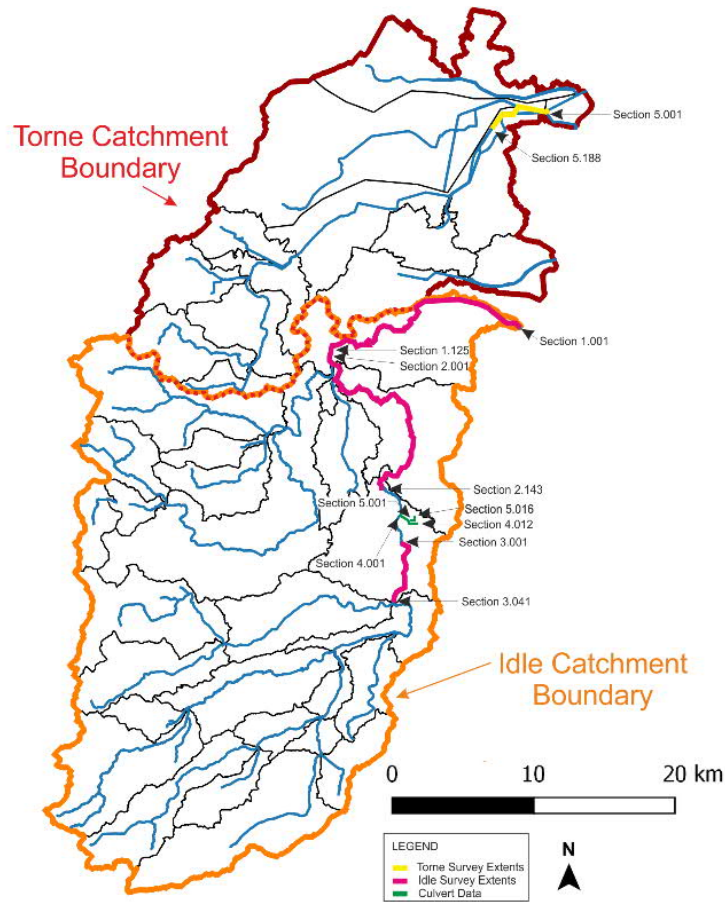 Section 5.001
Torne Catchment
Boundary
Section 5.188
Section 1.001
Section 1.125
Section 2.001
Section 2.143
Section 5.001
Section 5.016
Section 4.012
Section 3.001
Section 4.001
Section 3.041
Idle Catchment
Boundary
0 10 20 km
LEGEND
Torne Survey Extents
Idle Survey Extents
Culvert Data
N